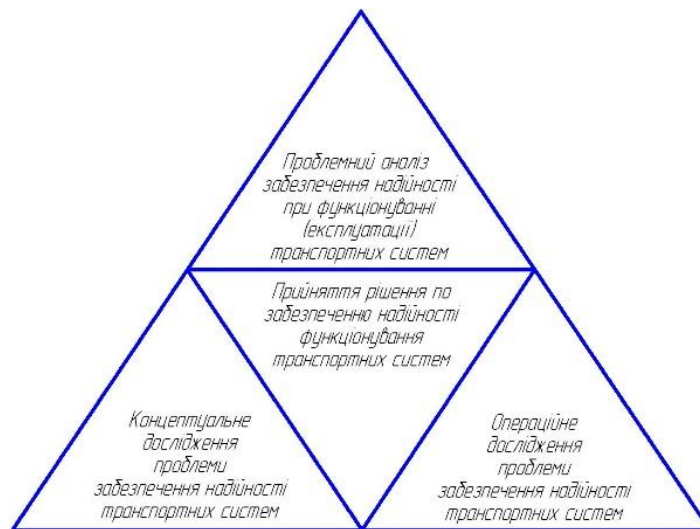 Проблемний аналіз
забезпечення надійності
при функціонуванні
(експлуатації)
транспортних систем
Прийняття рішення по
забезпеченню надійності
функціонування
транспортних систем
Концептуальне
дослідження
проблеми
забезпечення надійності
транспортних систем
Операційне
дослідження
проблеми
забезпечення надійності
транспортних систем